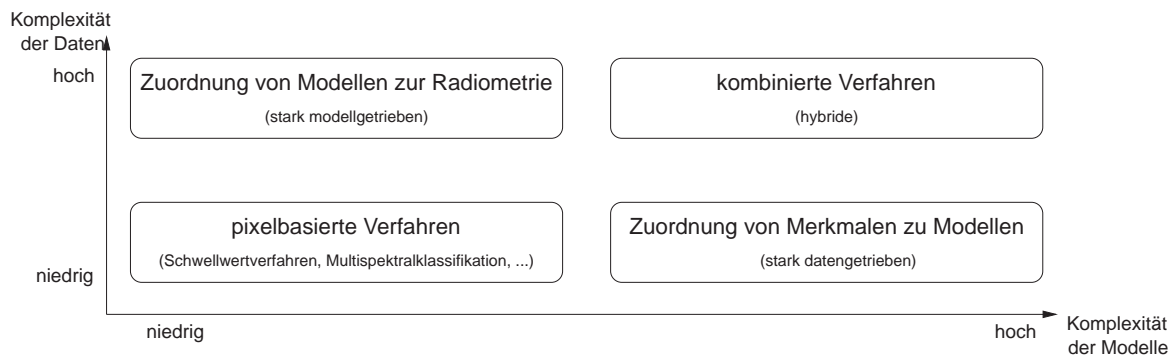 Komplexität
der Daten
hoch
Zuordnung von Modellen zur Radiometrie
(stark modellgetrieben)
kombinierte Verfahren
(hybride)
pixelbasierte Verfahren
(Schwellwertverfahren, Multispektralklassifikation, ...)
Zuordnung von Merkmalen zu Modellen
(stark datengetrieben)
niedrig
niedrig
hoch
Komplexität
der Modelle